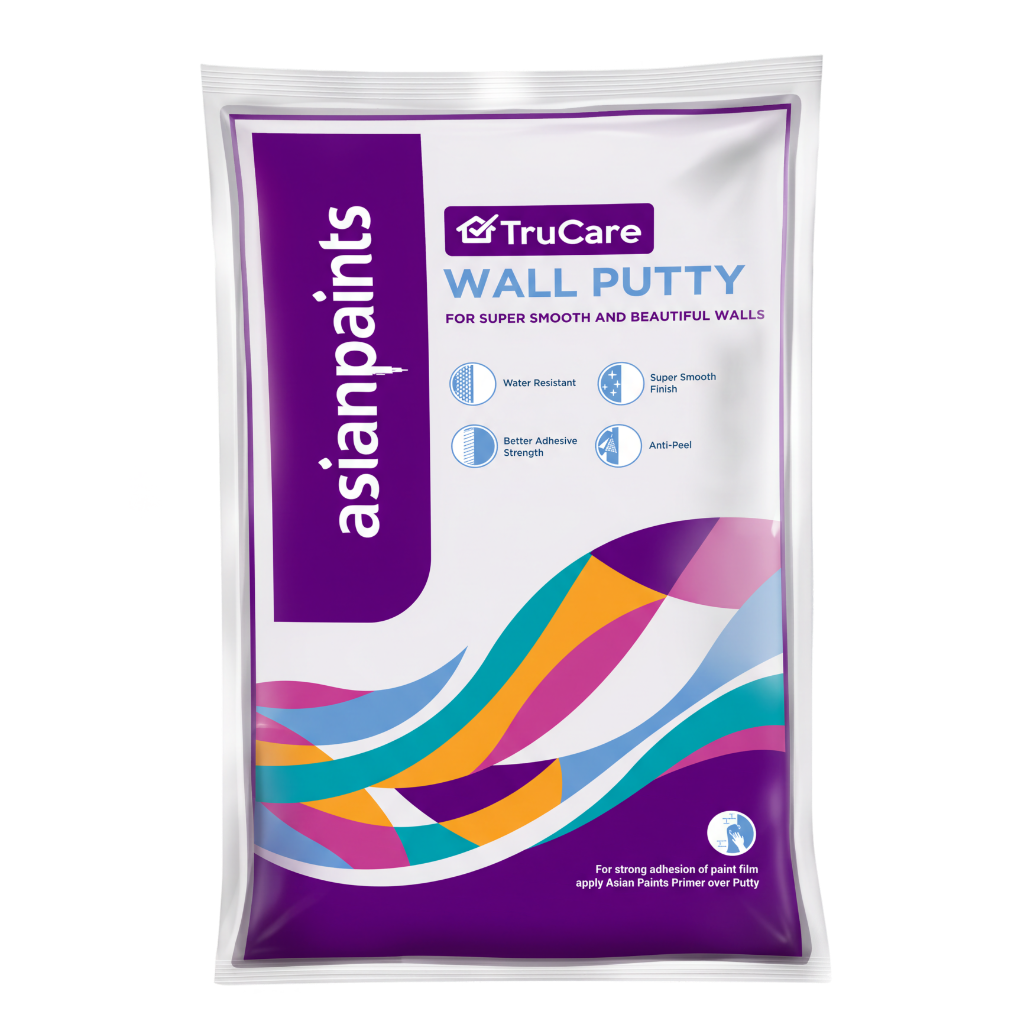 asianpaints
TruCare
WALL PUTTY
FOR SUPER SMOOTH AND BEAUTIFUL WALLS
Water Resistant
Super Smooth
Finish
Better Adhesive
Strength
Anti-Peel
For strong adhesion of paint film
apply Asian Paints Primer over Putty